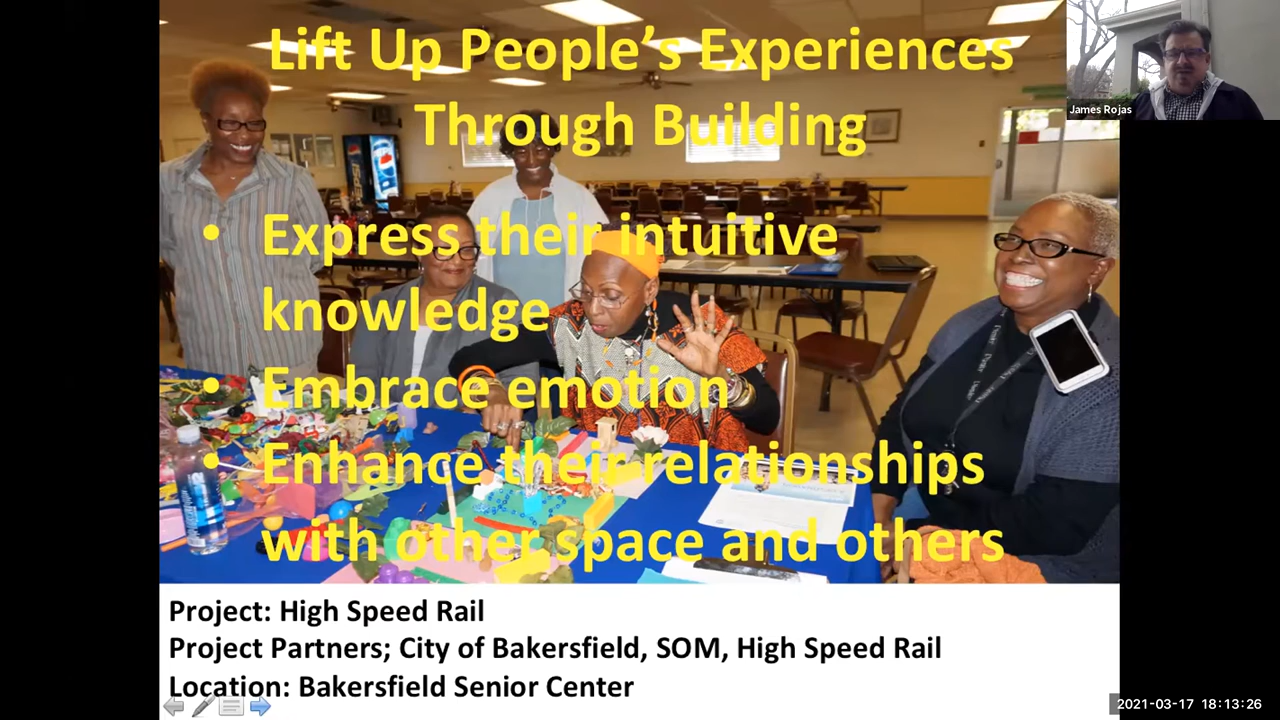 Lift Up People's Experiences
Through Building
James Rojas
PEPSI
• Express their intuitive
knowledge
• Embrace emotion
• Enhance their relationships
with other space and others
Project: High Speed Rail
Project Partners; City of Bakersfield, SOM, High Speed Rail
Location: Bakersfield Senior Center
2021-03-17 18:13:26